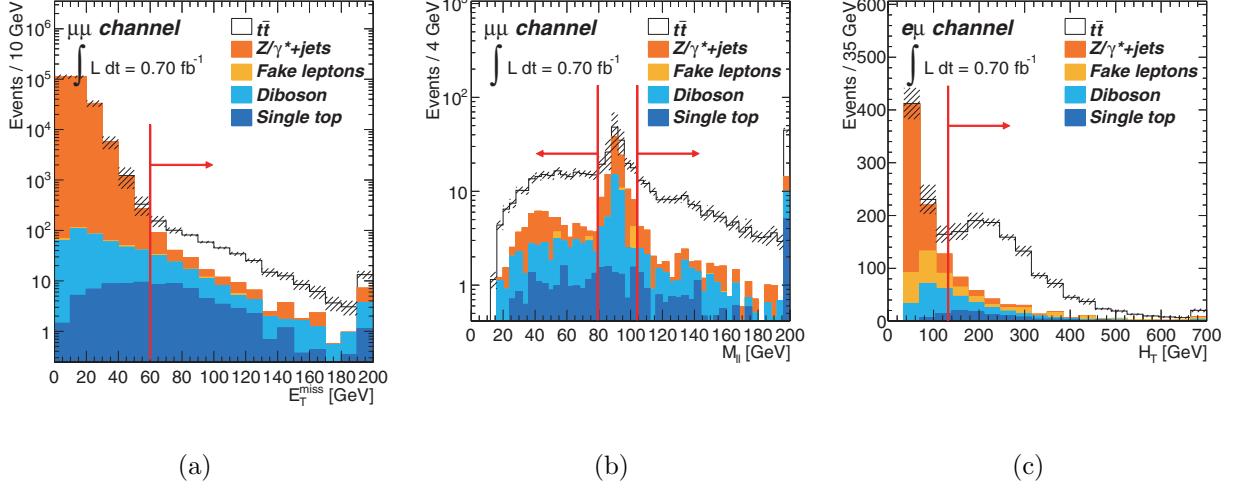 μμ channel
∫ L dt = 0.70 fb⁻¹
tt̄
Z/γ*+jets
Fake leptons
Diboson
Single top
Events / 10 GeV
10⁶
10⁵
10⁴
10³
10²
10
1
0 20 40 60 80 100 120 140 160 180 200
E_T^miss [GeV]
(a)
μμ channel
∫ L dt = 0.70 fb⁻¹
tt̄
Z/γ*+jets
Fake leptons
Diboson
Single top
Events / 4 GeV
10³
10²
10
1
0 20 40 60 80 100 120 140 160 180 200
M_ll [GeV]
(b)
eμ channel
∫ L dt = 0.70 fb⁻¹
tt̄
Z/γ*+jets
Fake leptons
Diboson
Single top
Events / 35 GeV
600
500
400
300
200
100
0
0 100 200 300 400 500 600 700
H_T [GeV]
(c)